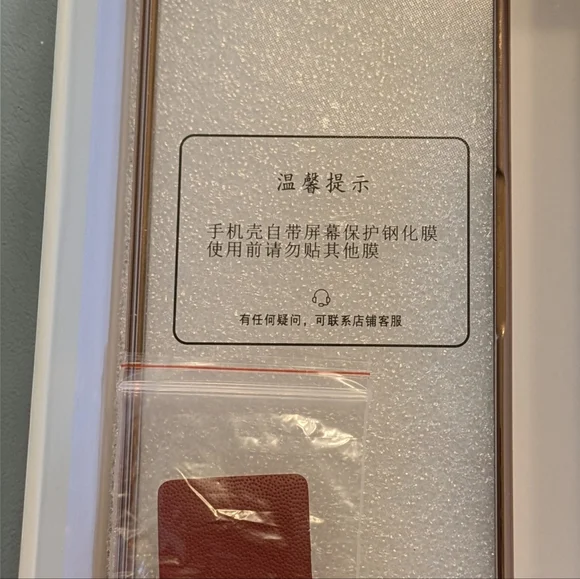 温馨提示
手机壳自带屏幕保护钢化膜
使用前请勿贴其他膜
有任何疑问，可联系店铺客服